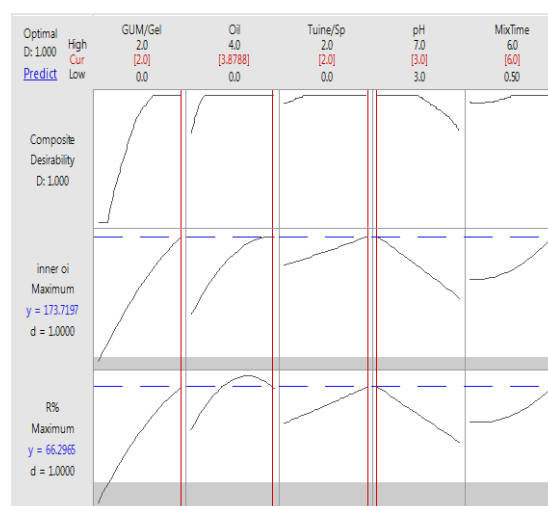 GUM/Gel Oil Tuine/Sp pH MixTime
Optimal
D: 1.000
Predict
High 2.0 4.0 2.0 7.0 6.0
Cur [2.0] [3.8788] [2.0] [3.0] [6.0]
Low 0.0 0.0 0.0 3.0 0.50
Composite
Desirability
D: 1.000
inner oi
Maximum
y = 173.7197
d = 1.0000
R%
Maximum
y = 66.2965
d = 1.0000